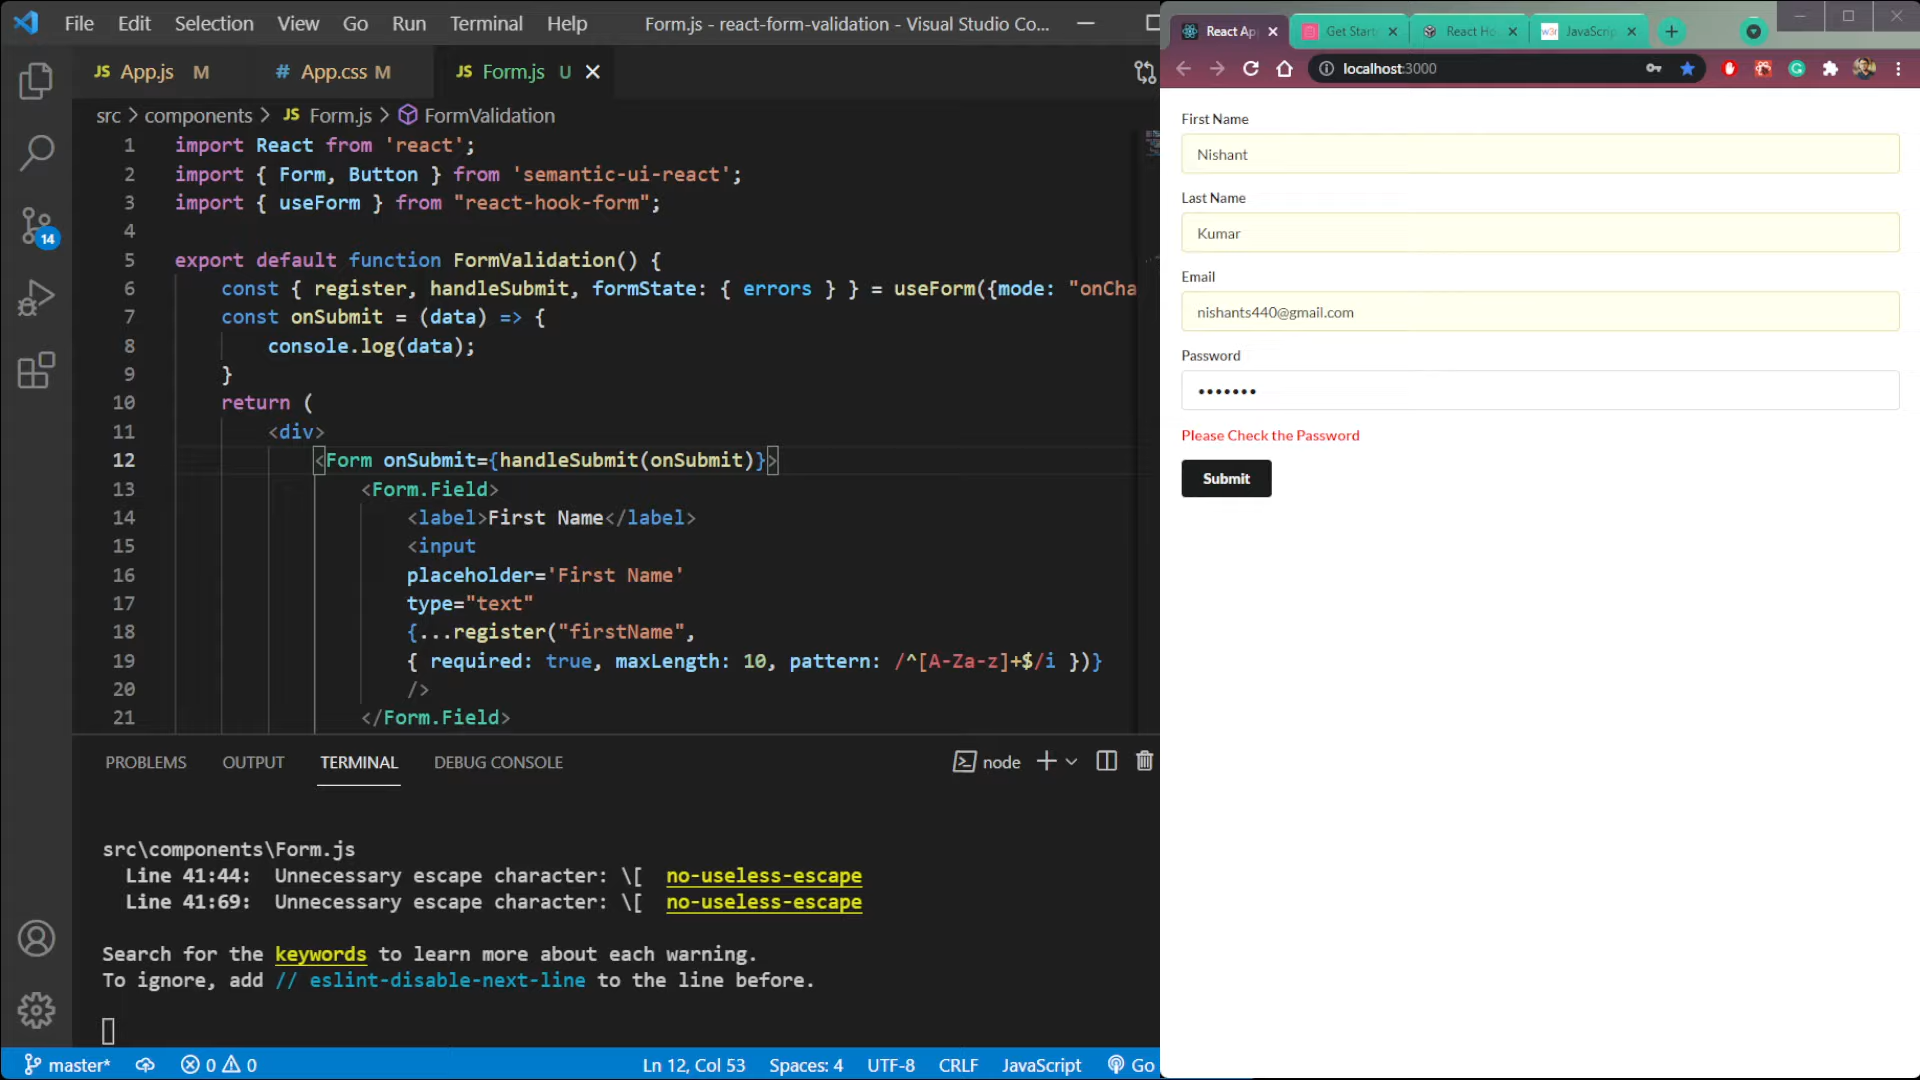 File Edit Selection View Go Run Terminal Help Form.js - react-form-validation - Visual Studio Co...
JS App.js M # App.css M JS Form.js U
src > components > JS Form.js > FormValidation
1 import React from 'react';
2 import { Form, Button } from 'semantic-ui-react';
3 import { useForm } from "react-hook-form";
4
5 export default function FormValidation() {
6 const { register, handleSubmit, formState: { errors } } = useForm({mode: "onCha
7 const onSubmit = (data) => {
8 console.log(data);
9 }
10 return (
11 <div>
12 <Form onSubmit={handleSubmit(onSubmit)}>
13 <Form.Field>
14 <label>First Name</label>
15 <input
16 placeholder='First Name'
17 type="text"
18 {...register("firstName",
19 { required: true, maxLength: 10, pattern: /^[A-Za-z]+$/i })}
20 />
21 </Form.Field>
14
PROBLEMS OUTPUT TERMINAL DEBUG CONSOLE node
src\components\Form.js
Line 41:44: Unnecessary escape character: \[ no-useless-escape
Line 41:69: Unnecessary escape character: \[ no-useless-escape
Search for the keywords to learn more about each warning.
To ignore, add // eslint-disable-next-line to the line before.
master* 0 0 Ln 12, Col 53 Spaces: 4 UTF-8 CRLF JavaScript Go
React Ap Get Start React Ho w3r JavaScrip
localhost:3000
First Name
Nishant
Last Name
Kumar
Email
nishants440@gmail.com
Password
•••••••
Please Check the Password
Submit